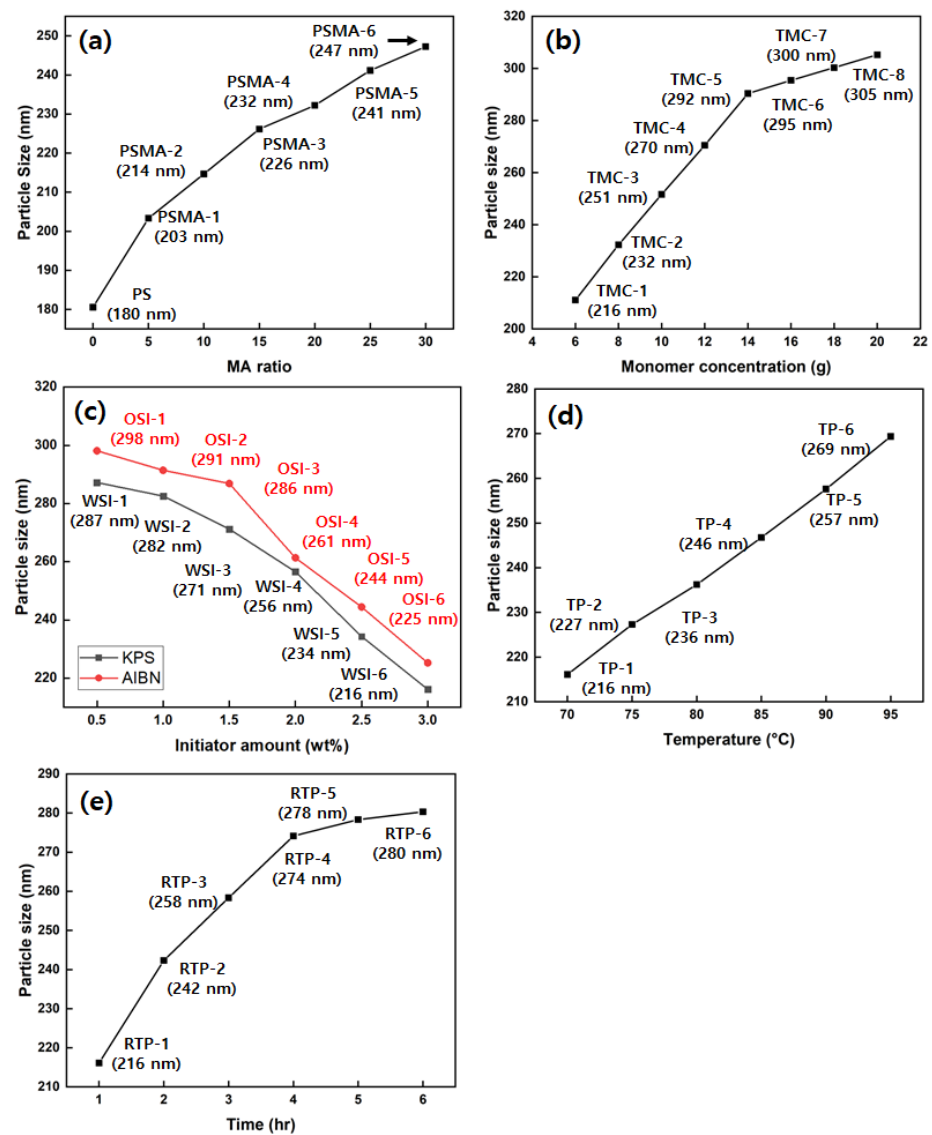 (a)
PSMA-6
(247 nm)
PSMA-4
(232 nm)
PSMA-5
(241 nm)
PSMA-2
(214 nm)
PSMA-3
(226 nm)
PSMA-1
(203 nm)
PS
(180 nm)
Particle Size (nm)
250
240
230
220
210
200
190
180
0
5
10
15
20
25
30
MA ratio
(b)
TMC-7
(300 nm)
TMC-5
(292 nm)
TMC-8
(305 nm)
TMC-6
(295 nm)
TMC-4
(270 nm)
TMC-3
(251 nm)
TMC-2
(232 nm)
TMC-1
(216 nm)
Particle size (nm)
320
300
280
260
240
220
200
4
6
8
10
12
14
16
18
20
22
Monomer concentration (g)
(c)
OSI-1
(298 nm)
OSI-2
(291 nm)
OSI-3
(286 nm)
OSI-4
(261 nm)
OSI-5
(244 nm)
OSI-6
(225 nm)
WSI-1
(287 nm)
WSI-2
(282 nm)
WSI-3
(271 nm)
WSI-4
(256 nm)
WSI-5
(234 nm)
WSI-6
(216 nm)
KPS
AIBN
Particle size (nm)
320
300
280
260
240
220
0.5
1.0
1.5
2.0
2.5
3.0
Initiator amount (wt%)
(d)
TP-6
(269 nm)
TP-5
(257 nm)
TP-4
(246 nm)
TP-3
(236 nm)
TP-2
(227 nm)
TP-1
(216 nm)
Particle size (nm)
280
270
260
250
240
230
220
210
70
75
80
85
90
95
Temperature (°C)
(e)
RTP-5
(278 nm)
RTP-6
(280 nm)
RTP-4
(274 nm)
RTP-3
(258 nm)
RTP-2
(242 nm)
RTP-1
(216 nm)
Particle size (nm)
290
280
270
260
250
240
230
220
210
1
2
3
4
5
6
Time (hr)